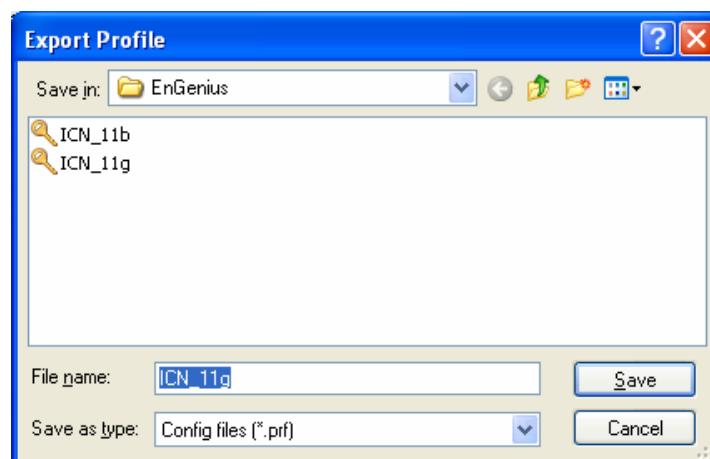 Export Profile
Save in: EnGenius
ICN_11b
ICN_11g
File name: ICN_11g Save
Save as type: Config files (*.prf) Cancel